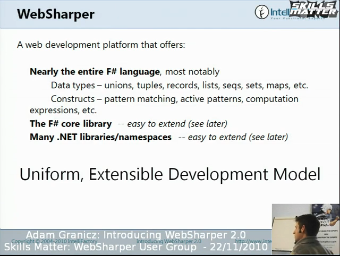 WebSharper
SKILLS
MATTER
A web development platform that offers:
Nearly the entire F# language, most notably
Data types – unions, tuples, records, lists, seqs, sets, maps, etc.
Constructs – pattern matching, active patterns, computation
expressions, etc.
The F# core library -- easy to extend (see later)
Many .NET libraries/namespaces -- easy to extend (see later)
Uniform, Extensible Development Model
Adam Granicz: Introducing WebSharper 2.0
Skills Matter: WebSharper User Group - 22/11/2010